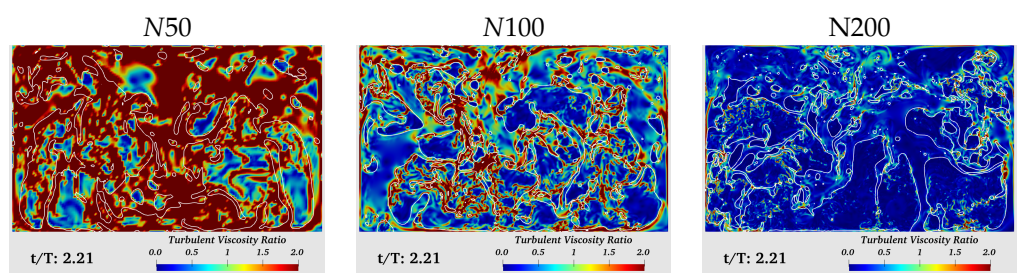 N50
Turbulent Viscosity Ratio
t/T: 2.21
0.0 0.5 1 1.5 2.0
N100
Turbulent Viscosity Ratio
t/T: 2.21
0.0 0.5 1 1.5 2.0
N200
Turbulent Viscosity Ratio
t/T: 2.21
0.0 0.5 1 1.5 2.0